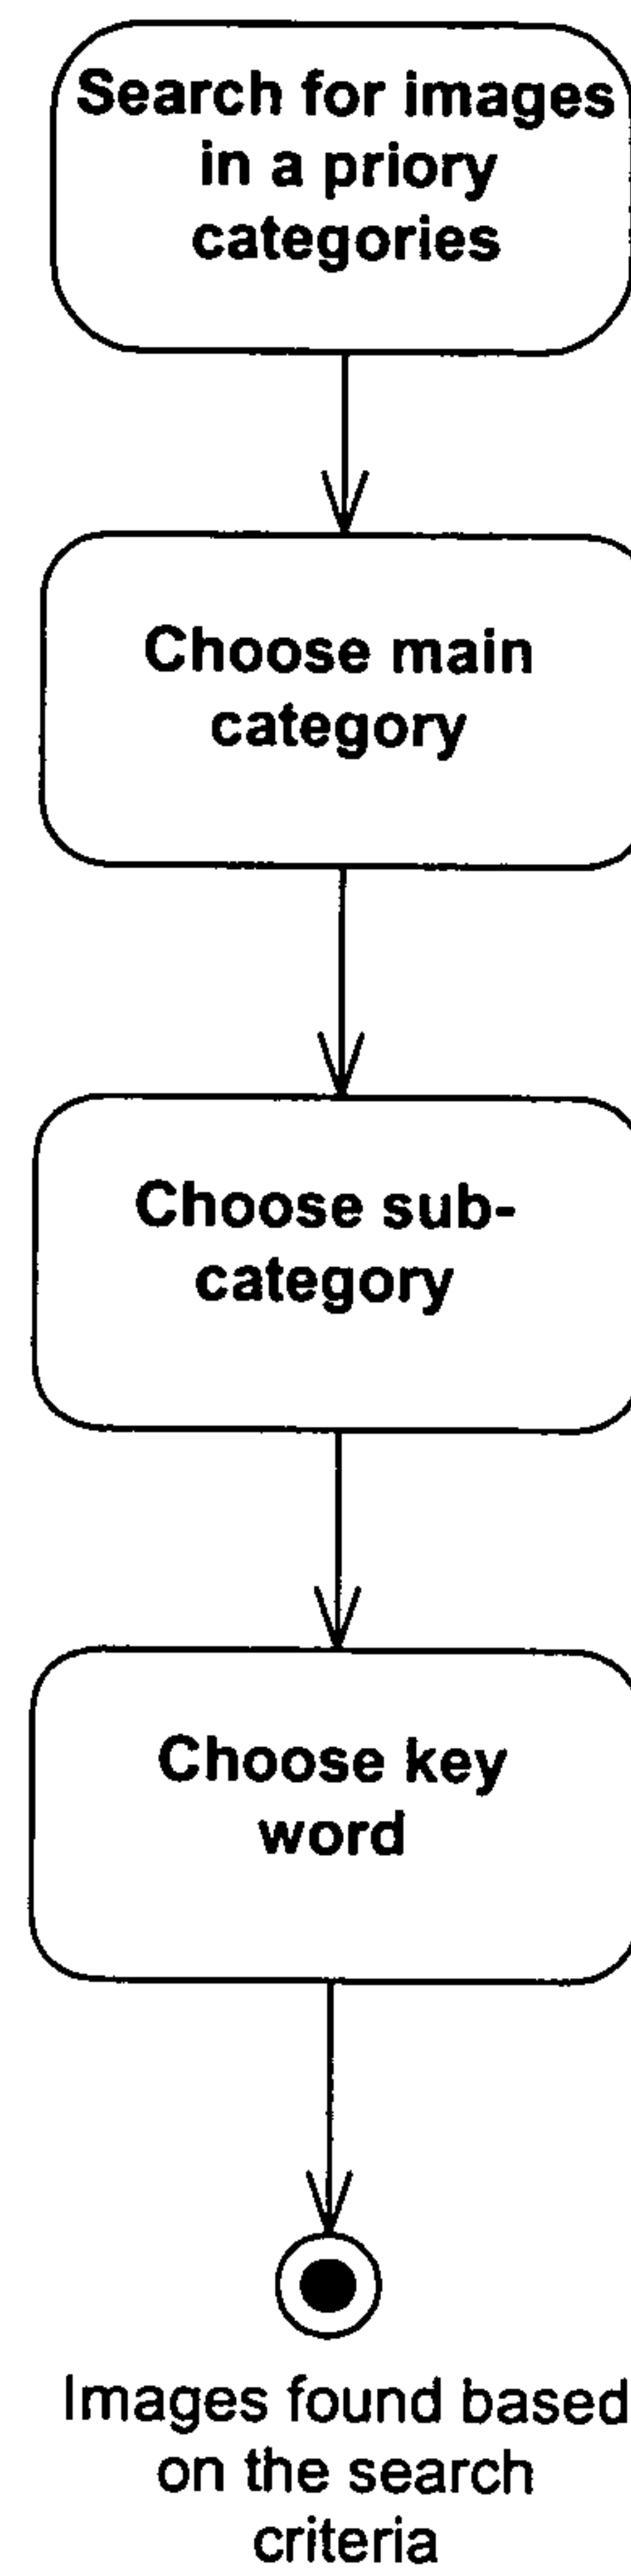 Search for images
in a priory
categories
Choose main
category
Choose sub-
category
Choose key
word
Images found based
on the search
criteria